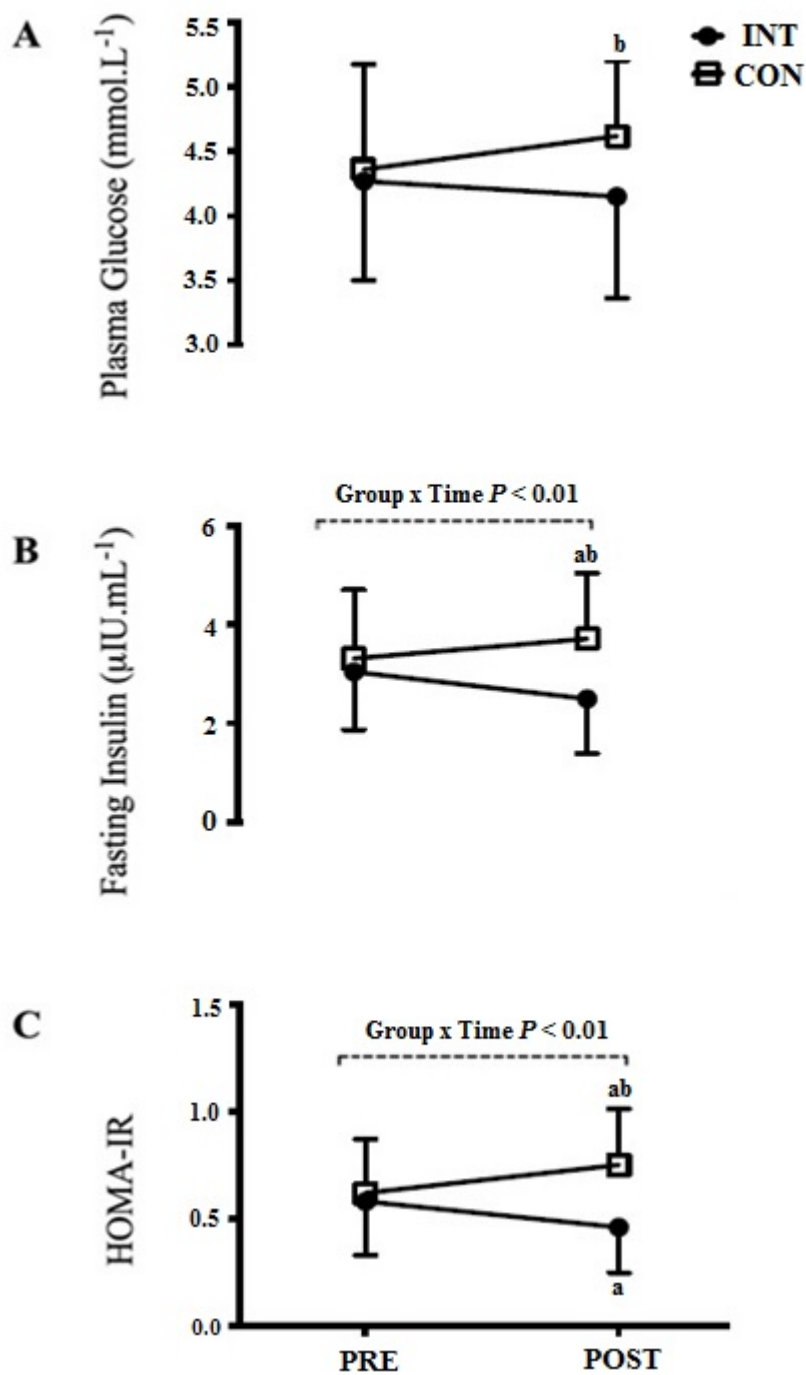 A
Plasma Glucose (mmol.L⁻¹)
5.5
5.0
4.5
4.0
3.5
3.0
b
INT
CON
B
Fasting Insulin (µIU.mL⁻¹)
Group x Time P < 0.01
6
4
2
0
ab
C
HOMA-IR
1.5
1.0
0.5
0.0
Group x Time P < 0.01
ab
a
PRE
POST